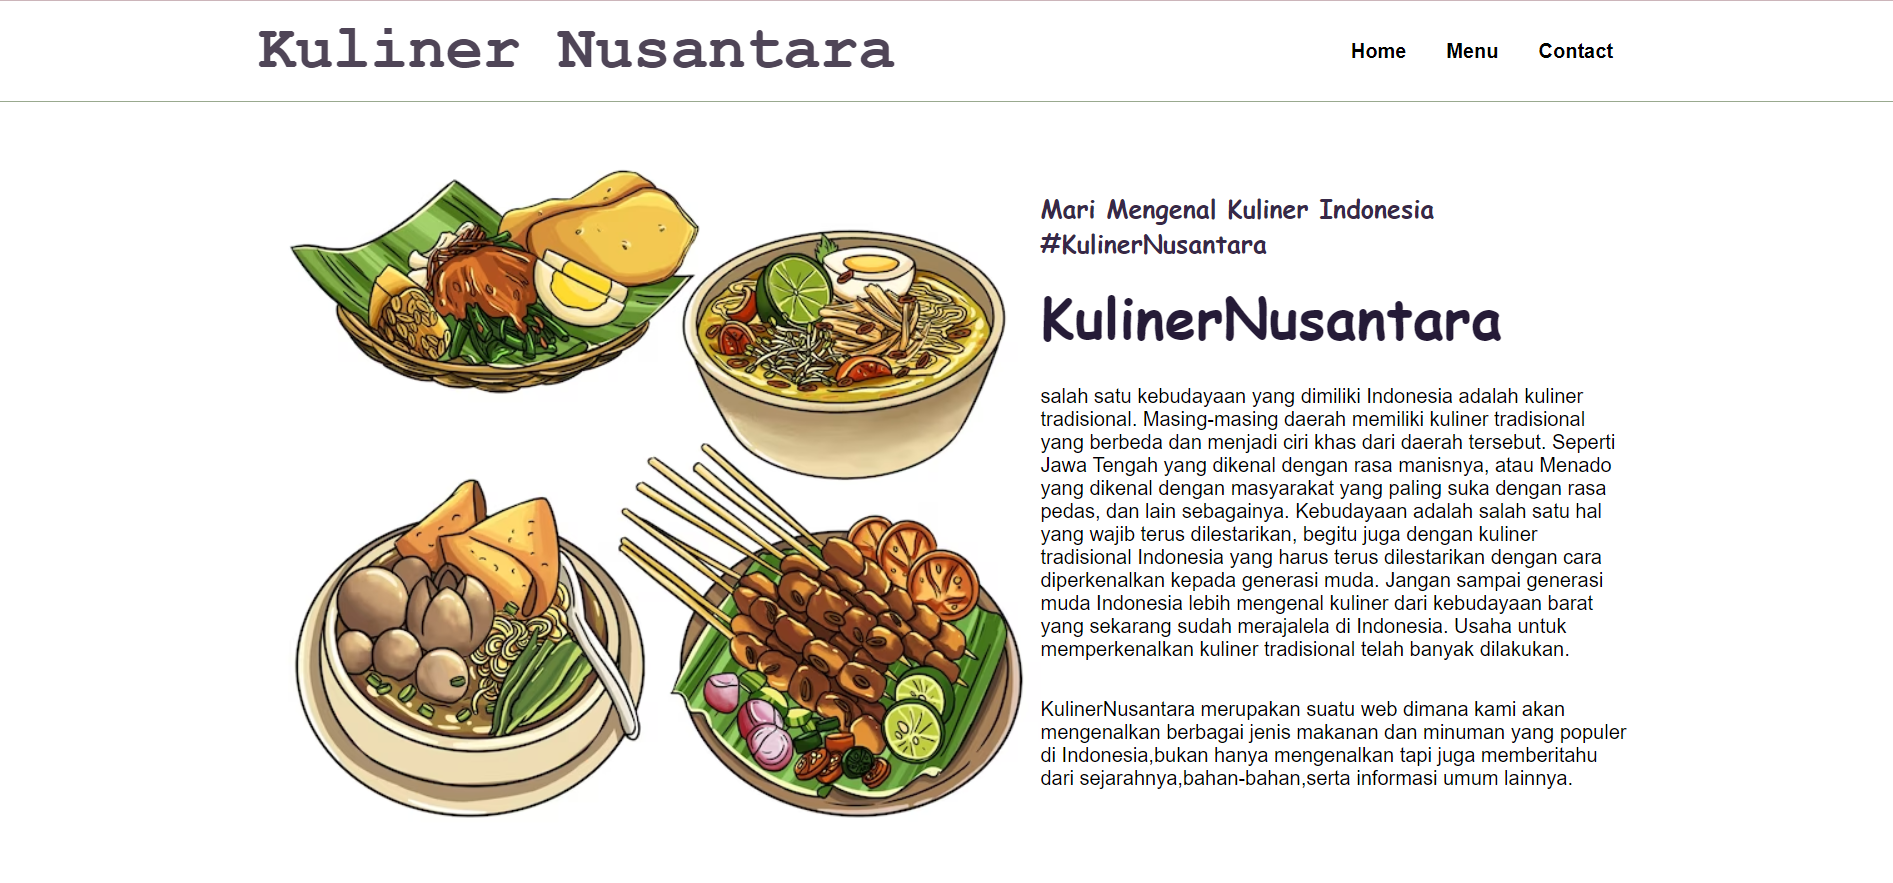 Kuliner Nusantara
Home Menu Contact
Mari Mengenal Kuliner Indonesia
#KulinerNusantara
KulinerNusantara
salah satu kebudayaan yang dimiliki Indonesia adalah kuliner
tradisional. Masing-masing daerah memiliki kuliner tradisional
yang berbeda dan menjadi ciri khas dari daerah tersebut. Seperti
Jawa Tengah yang dikenal dengan rasa manisnya, atau Menado
yang dikenal dengan masyarakat yang paling suka dengan rasa
pedas, dan lain sebagainya. Kebudayaan adalah salah satu hal
yang wajib terus dilestarikan, begitu juga dengan kuliner
tradisional Indonesia yang harus terus dilestarikan dengan cara
diperkenalkan kepada generasi muda. Jangan sampai generasi
muda Indonesia lebih mengenal kuliner dari kebudayaan barat
yang sekarang sudah merajalela di Indonesia. Usaha untuk
memperkenalkan kuliner tradisional telah banyak dilakukan.
KulinerNusantara merupakan suatu web dimana kami akan
mengenalkan berbagai jenis makanan dan minuman yang populer
di Indonesia,bukan hanya mengenalkan tapi juga memberitahu
dari sejarahnya,bahan-bahan,serta informasi umum lainnya.